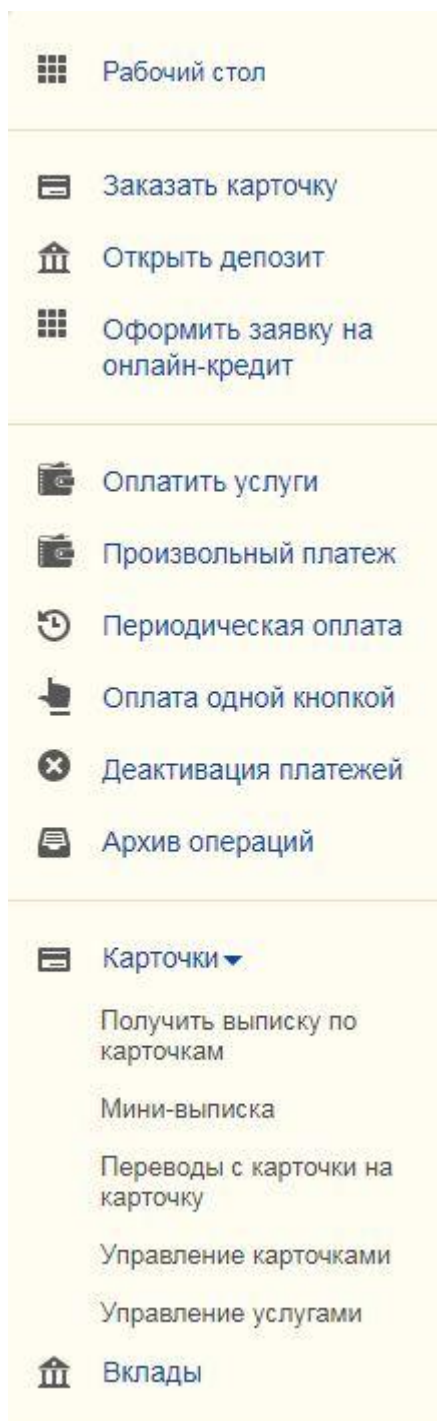 Рабочий стол
Заказать карточку
Открыть депозит
Оформить заявку на
онлайн-кредит
Оплатить услуги
Произвольный платеж
Периодическая оплата
Оплата одной кнопкой
Деактивация платежей
Архив операций
Карточки
Получить выписку по
карточкам
Мини-выписка
Переводы с карточки на
карточку
Управление карточками
Управление услугами
Вклады